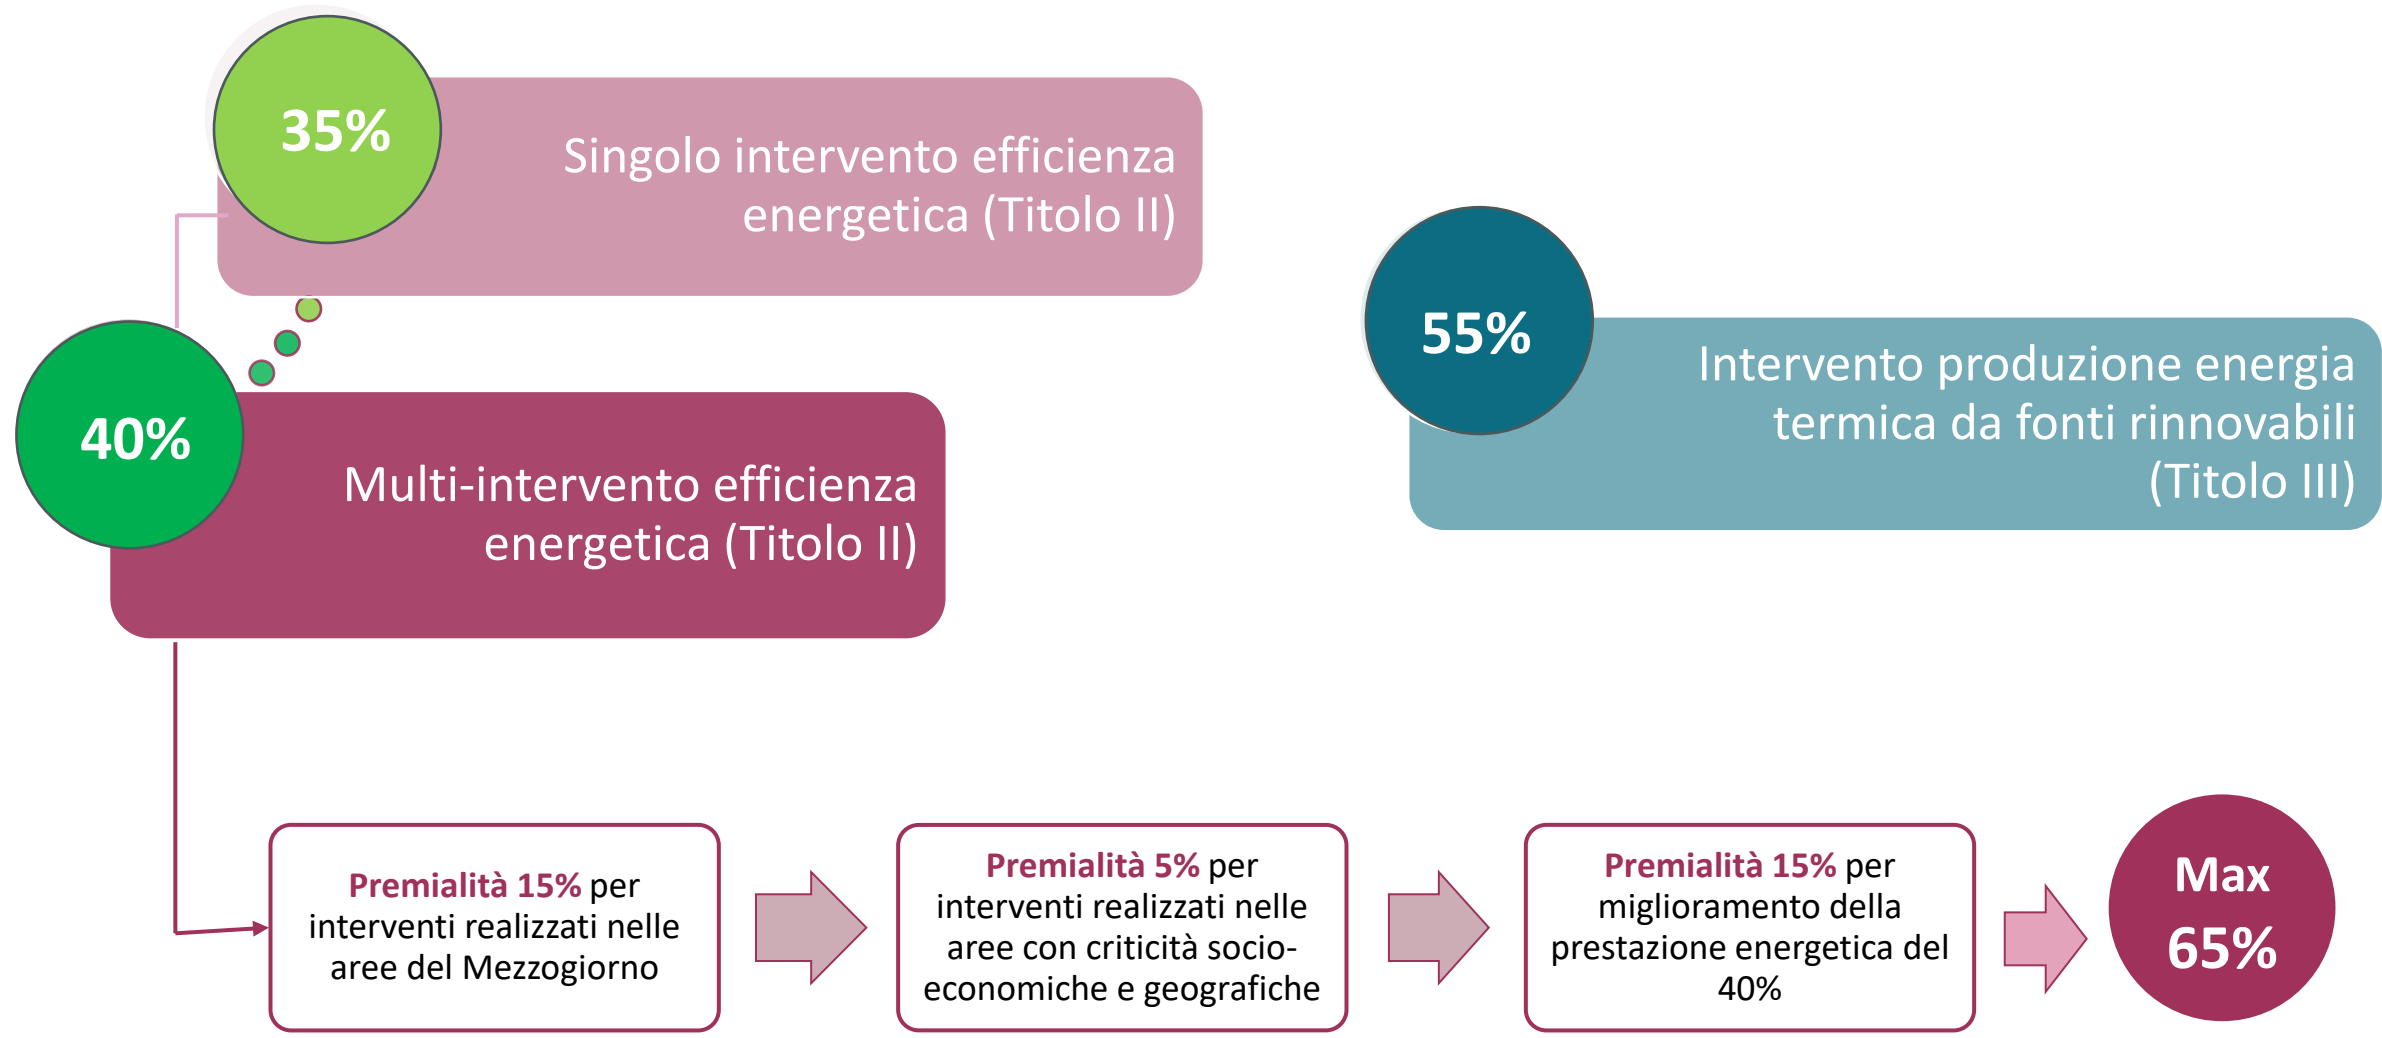 35%
Singolo intervento efficienza
energetica (Titolo II)
40%
Multi-intervento efficienza
energetica (Titolo II)
55%
Intervento produzione energia
termica da fonti rinnovabili
(Titolo III)
Premialità 15% per
interventi realizzati nelle
aree del Mezzogiorno
Premialità 5% per
interventi realizzati nelle
aree con criticità socio-
economiche e geografiche
Premialità 15% per
miglioramento della
prestazione energetica del
40%
Max
65%